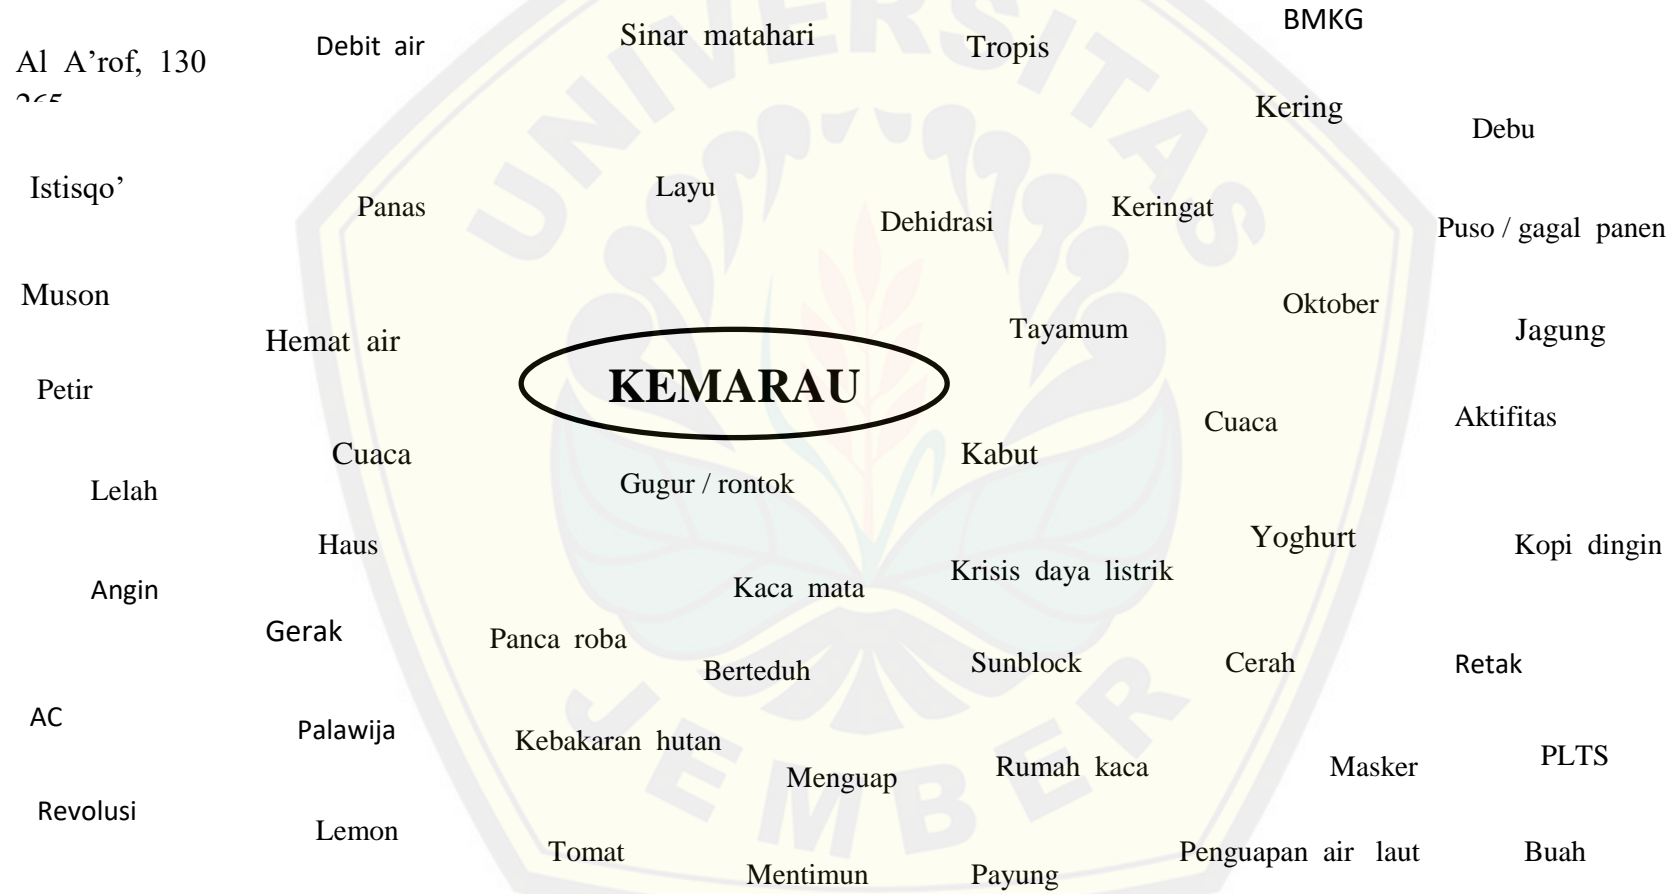 BMKG
Debit air
Sinar matahari
Tropis
Al A’rof, 130
265
Kering
Debu
Istisqo’
Panas
Layu
Dehidrasi
Keringat
Puso / gagal panen
Muson
Hemat air
Tayamum
Oktober
Jagung
Petir
KEMARAU
Cuaca
Aktifitas
Cuaca
Kabut
Lelah
Gugur / rontok
Haus
Yoghurt
Kopi dingin
Angin
Kaca mata
Krisis daya listrik
Gerak
Panca roba
Berteduh
Sunblock
Cerah
Retak
AC
Palawija
Kebakaran hutan
Menguap
Rumah kaca
Masker
PLTS
Revolusi
Lemon
Tomat
Mentimun
Payung
Penguapan air laut
Buah
UNIVERSITAS
JEMBER